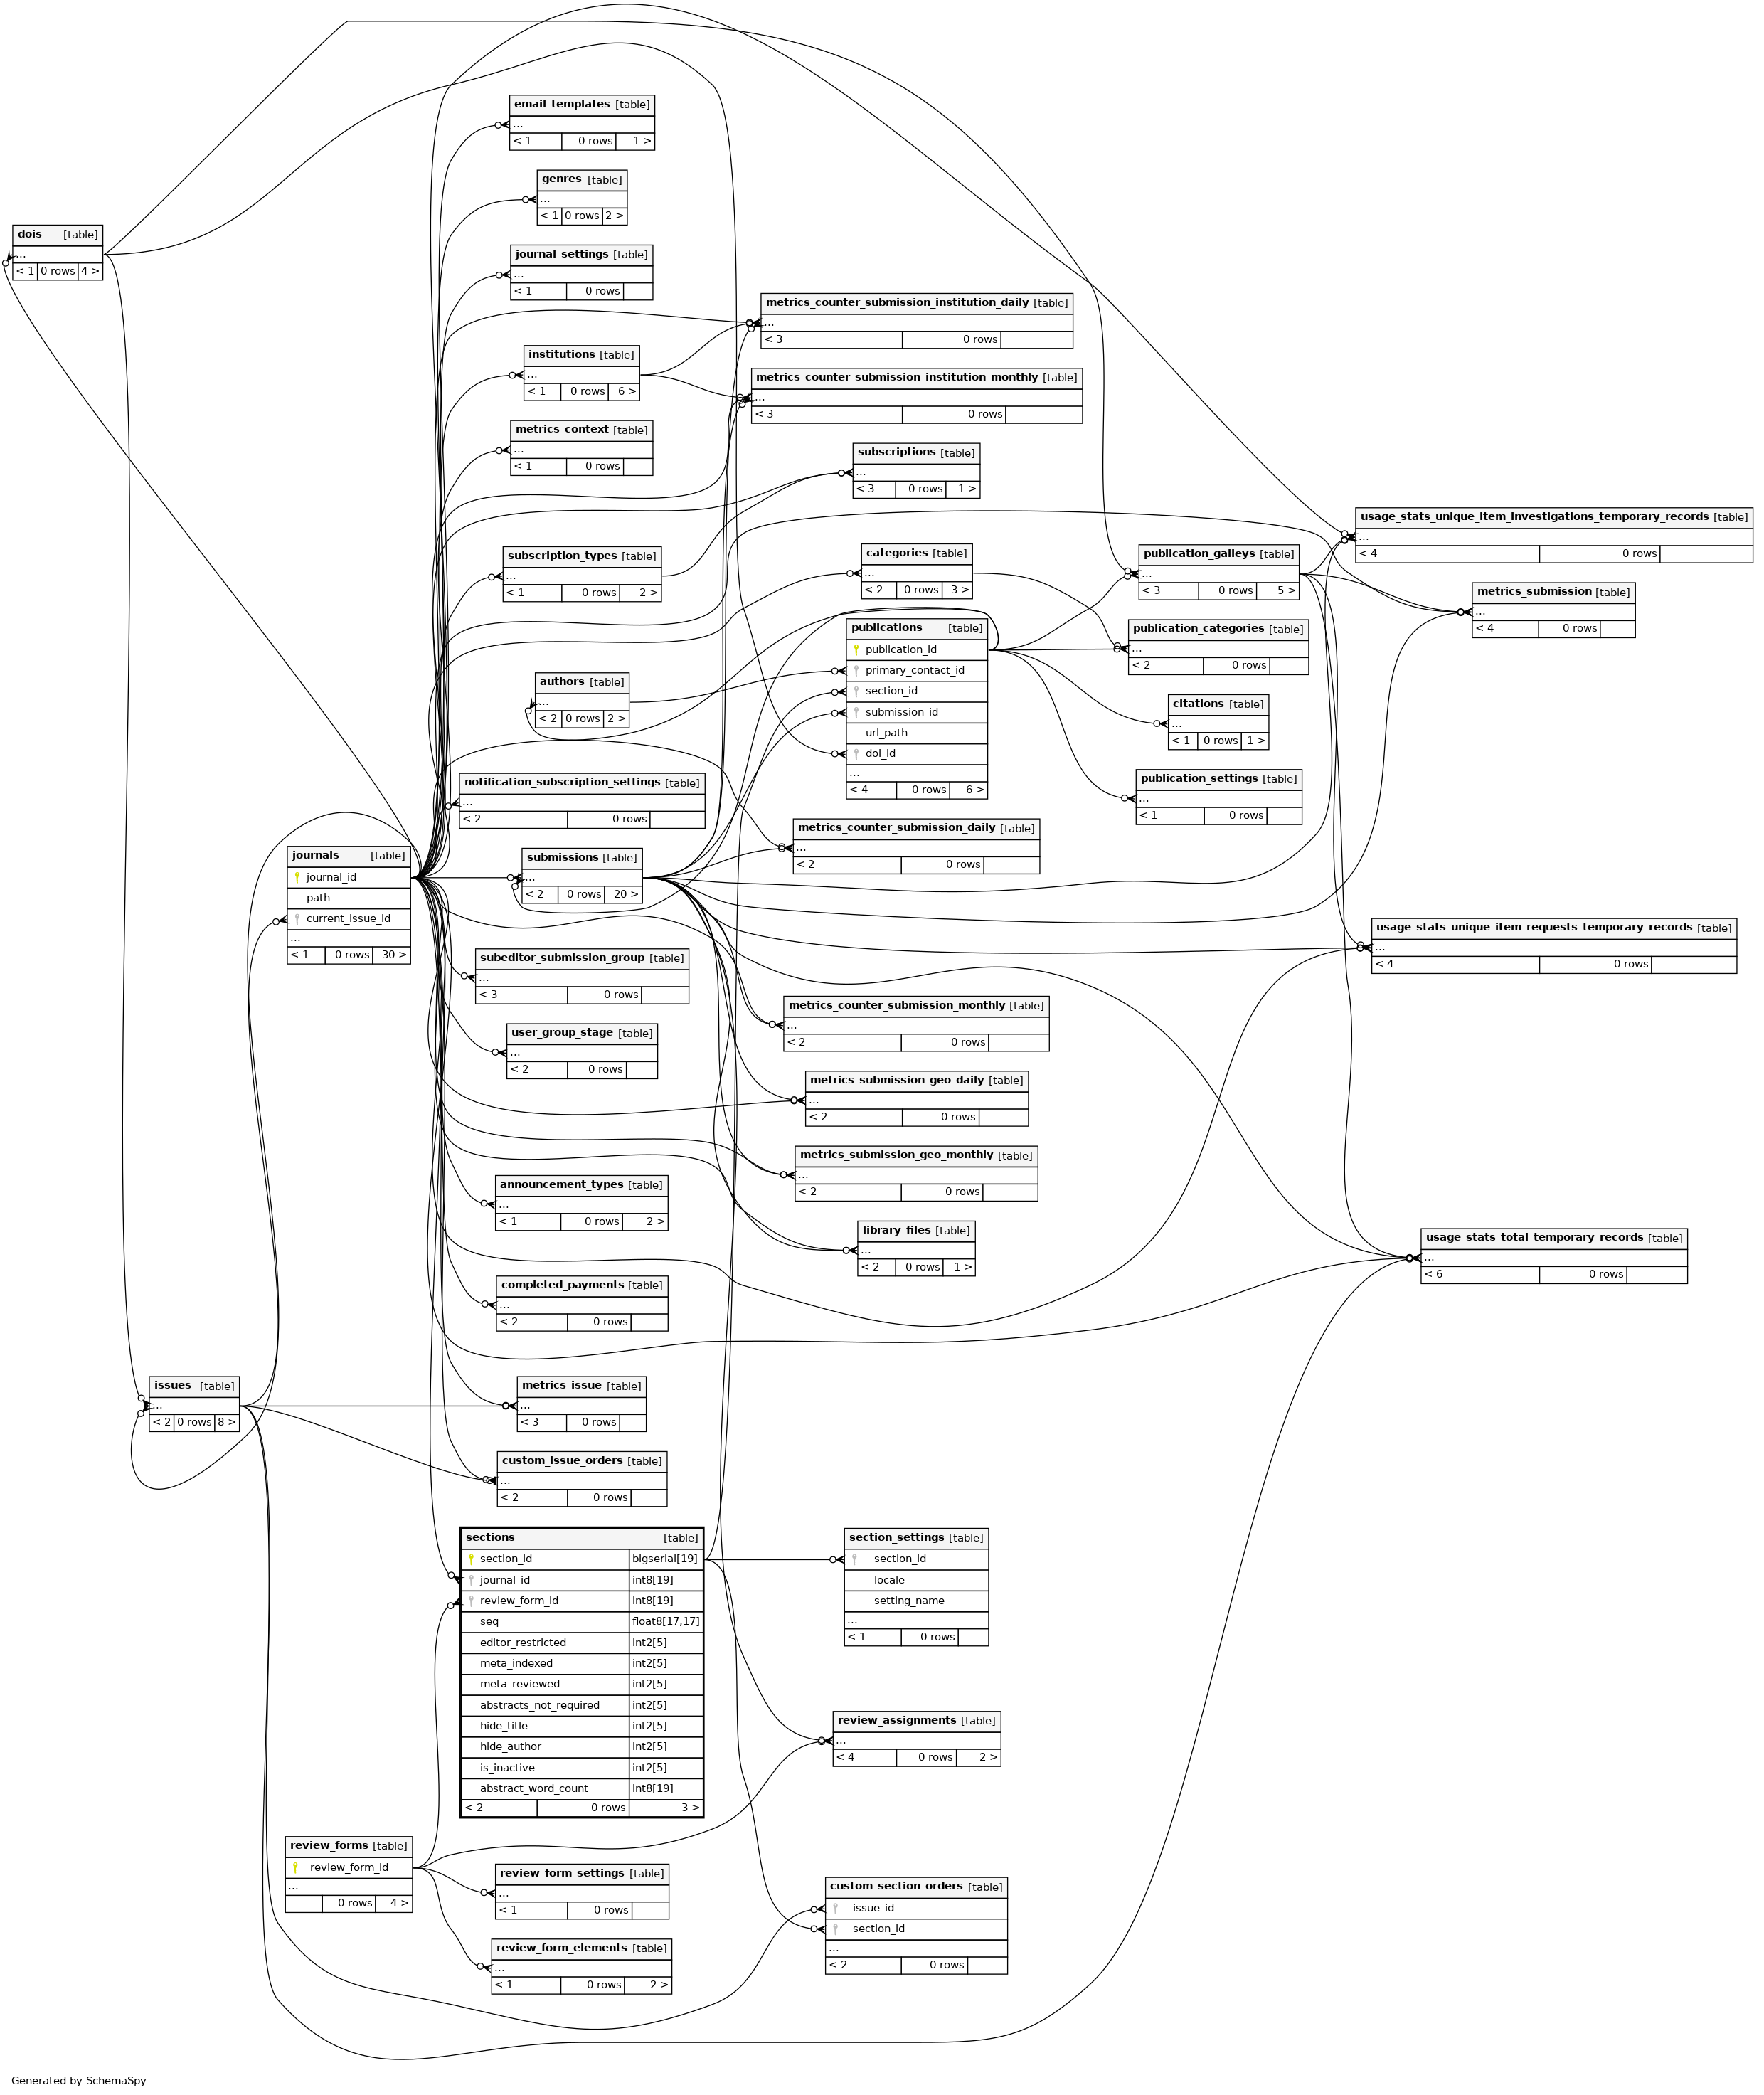 email_templates [table]
...
< 1 0 rows 1 >
genres [table]
...
< 1 0 rows 2 >
dois [table]
...
< 1 0 rows 4 >
journal_settings [table]
...
< 1 0 rows
metrics_counter_submission_institution_daily [table]
...
< 3 0 rows
institutions [table]
...
< 1 0 rows 6 >
metrics_counter_submission_institution_monthly [table]
...
< 3 0 rows
metrics_context [table]
...
< 1 0 rows
subscriptions [table]
...
< 3 0 rows 1 >
usage_stats_unique_item_investigations_temporary_records [table]
...
< 4 0 rows
subscription_types [table]
...
< 1 0 rows 2 >
categories [table]
...
< 2 0 rows 3 >
publication_galleys [table]
...
< 3 0 rows 5 >
metrics_submission [table]
...
< 4 0 rows
publications [table]
publication_id
primary_contact_id
section_id
submission_id
url_path
doi_id
...
< 4 0 rows 6 >
publication_categories [table]
...
< 2 0 rows
authors [table]
...
< 2 0 rows 2 >
citations [table]
...
< 1 0 rows 1 >
publication_settings [table]
...
< 1 0 rows
notification_subscription_settings [table]
...
< 2 0 rows
metrics_counter_submission_daily [table]
...
< 2 0 rows
journals [table]
journal_id
path
current_issue_id
...
< 1 0 rows 30 >
submissions [table]
...
< 2 0 rows 20 >
usage_stats_unique_item_requests_temporary_records [table]
...
< 4 0 rows
subeditor_submission_group [table]
...
< 3 0 rows
metrics_counter_submission_monthly [table]
...
< 2 0 rows
user_group_stage [table]
...
< 2 0 rows
metrics_submission_geo_daily [table]
...
< 2 0 rows
metrics_submission_geo_monthly [table]
...
< 2 0 rows
announcement_types [table]
...
< 1 0 rows 2 >
library_files [table]
...
< 2 0 rows 1 >
usage_stats_total_temporary_records [table]
...
< 6 0 rows
completed_payments [table]
...
< 2 0 rows
issues [table]
...
< 2 0 rows 8 >
metrics_issue [table]
...
< 3 0 rows
custom_issue_orders [table]
...
< 2 0 rows
sections [table]
section_id bigserial[19]
journal_id int8[19]
review_form_id int8[19]
seq float8[17,17]
editor_restricted int2[5]
meta_indexed int2[5]
meta_reviewed int2[5]
abstracts_not_required int2[5]
hide_title int2[5]
hide_author int2[5]
is_inactive int2[5]
abstract_word_count int8[19]
< 2 0 rows 3 >
section_settings [table]
section_id
locale
setting_name
...
< 1 0 rows
review_assignments [table]
...
< 4 0 rows 2 >
review_forms [table]
review_form_id
...
0 rows 4 >
review_form_settings [table]
...
< 1 0 rows
custom_section_orders [table]
issue_id
section_id
...
< 2 0 rows
review_form_elements [table]
...
< 1 0 rows 2 >
Generated by SchemaSpy